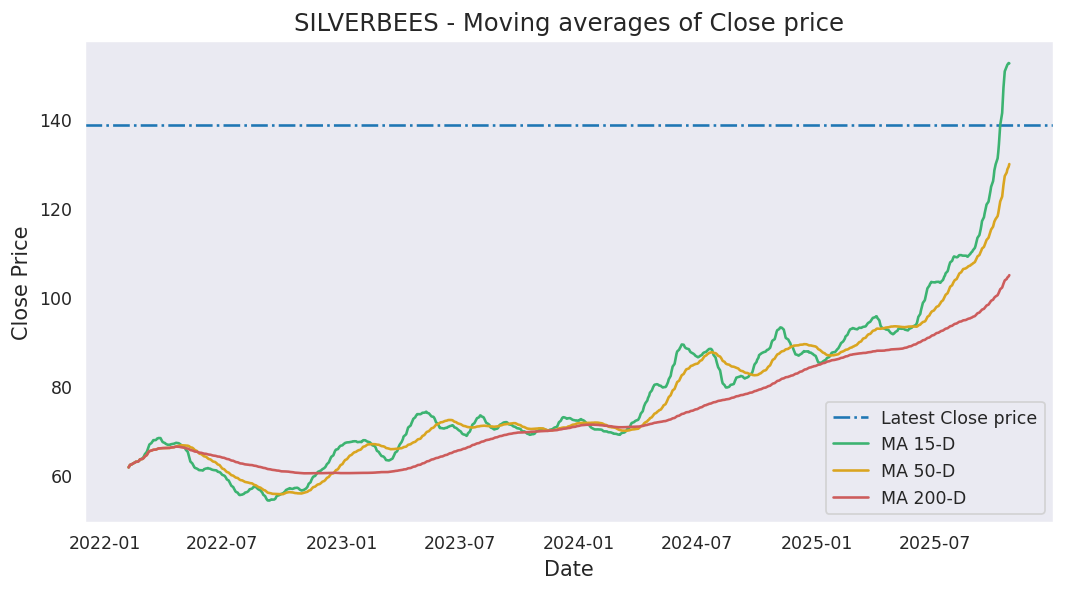 SILVERBEES - Moving averages of Close price
Close Price
140
120
100
80
60
Latest Close price
MA 15-D
MA 50-D
MA 200-D
2022-01 2022-07 2023-01 2023-07 2024-01 2024-07 2025-01 2025-07
Date